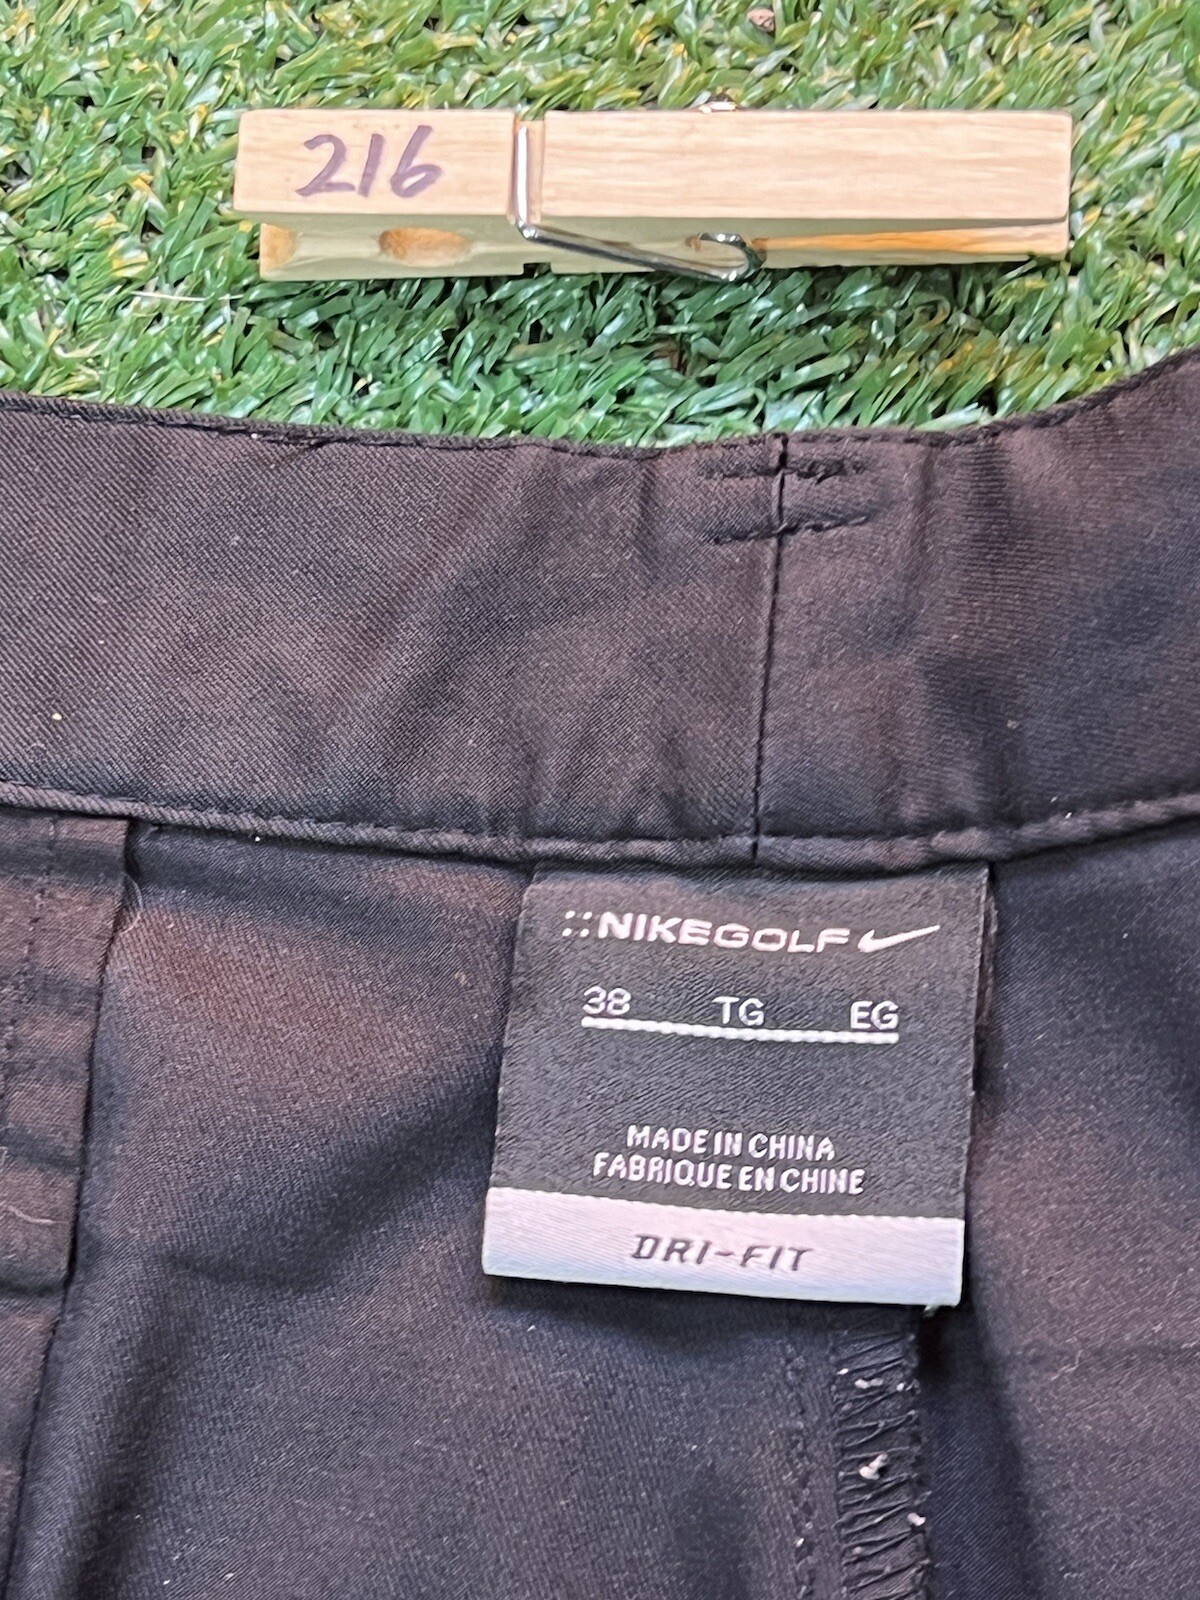 216
::NIKEGOLF
38 TG EG
MADE IN CHINA
FABRIQUE EN CHINE
DRI-FIT